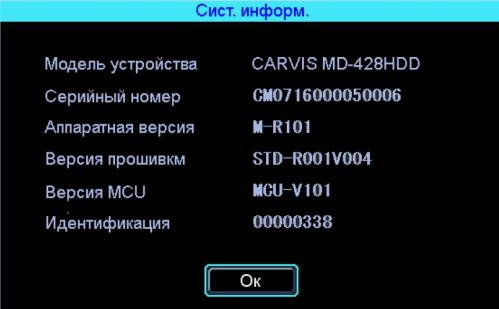 Сист. информ.
Модель устройства CARVIS MD-428HDD
Серийный номер CM0716000050006
Аппаратная версия M-R101
Версия прошивкм STD-R001V004
Версия MCU MCU-V101
Идентификация 00000338
Ок